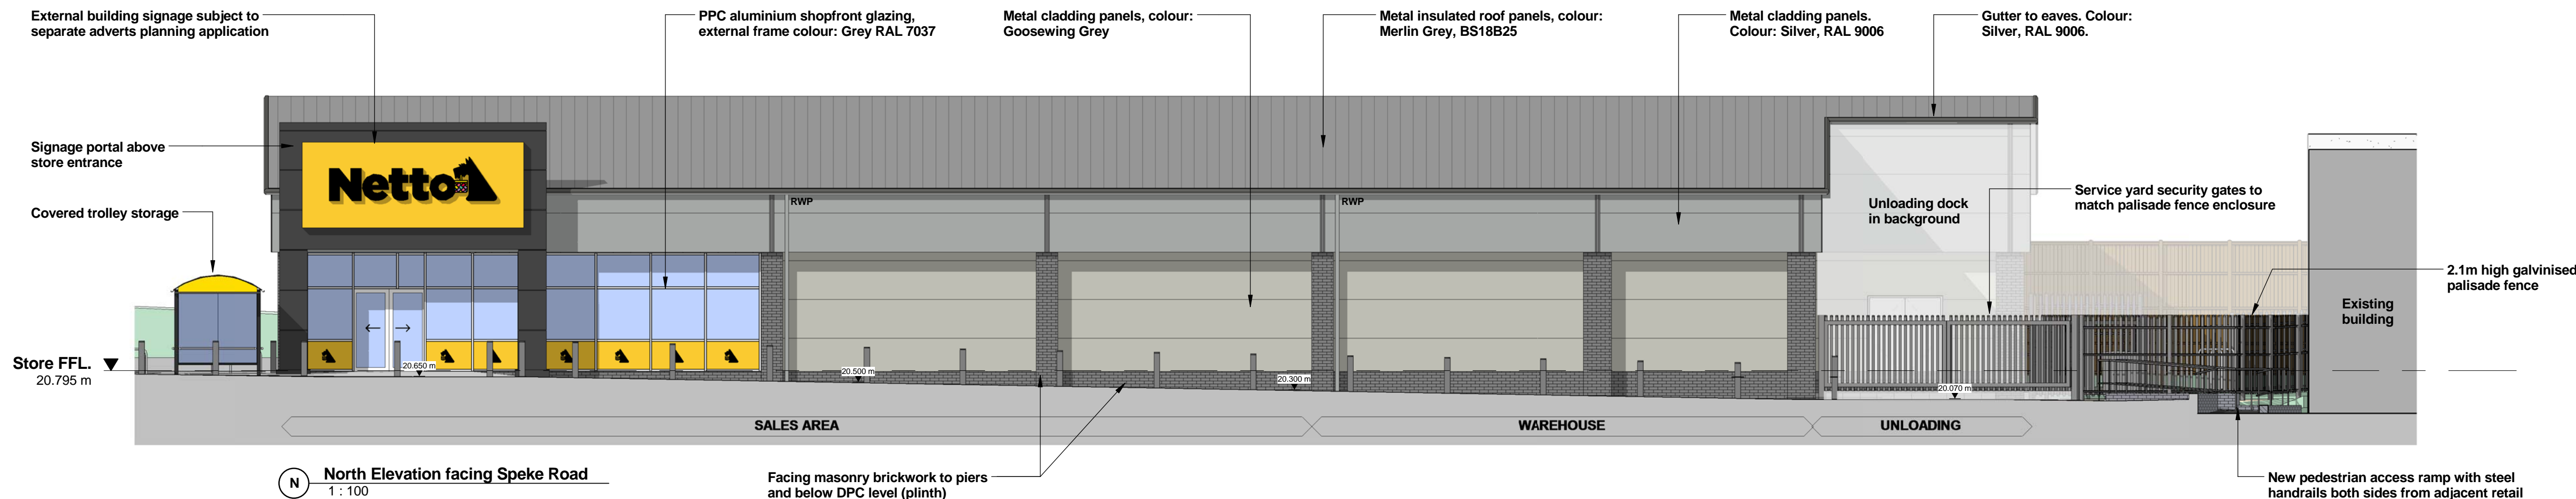 External building signage subject to
separate adverts planning application
PPC aluminium shopfront glazing,
external frame colour: Grey RAL 7037
Metal cladding panels, colour:
Goosewing Grey
Metal insulated roof panels, colour:
Merlin Grey, BS18B25
Metal cladding panels.
Colour: Silver, RAL 9006
Gutter to eaves. Colour:
Silver, RAL 9006.
Signage portal above
store entrance
Netto
Covered trolley storage
RWP
RWP
Unloading dock
in background
Service yard security gates to
match palisade fence enclosure
2.1m high galvinised
palisade fence
Existing
building
Store FFL.
20.795 m
20.650 m
20.500 m
20.300 m
20.070 m
SALES AREA
WAREHOUSE
UNLOADING
N
North Elevation facing Speke Road
1 : 100
Facing masonry brickwork to piers
and below DPC level (plinth)
New pedestrian access ramp with steel
handrails both sides from adjacent retail